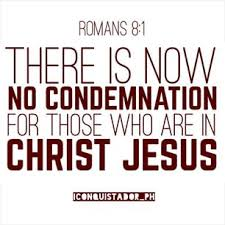 ROMANS 8:1
THERE IS NOW
NO CONDEMNATION
FOR THOSE WHO ARE IN
CHRIST JESUS
ICONQUISTADOR_PH